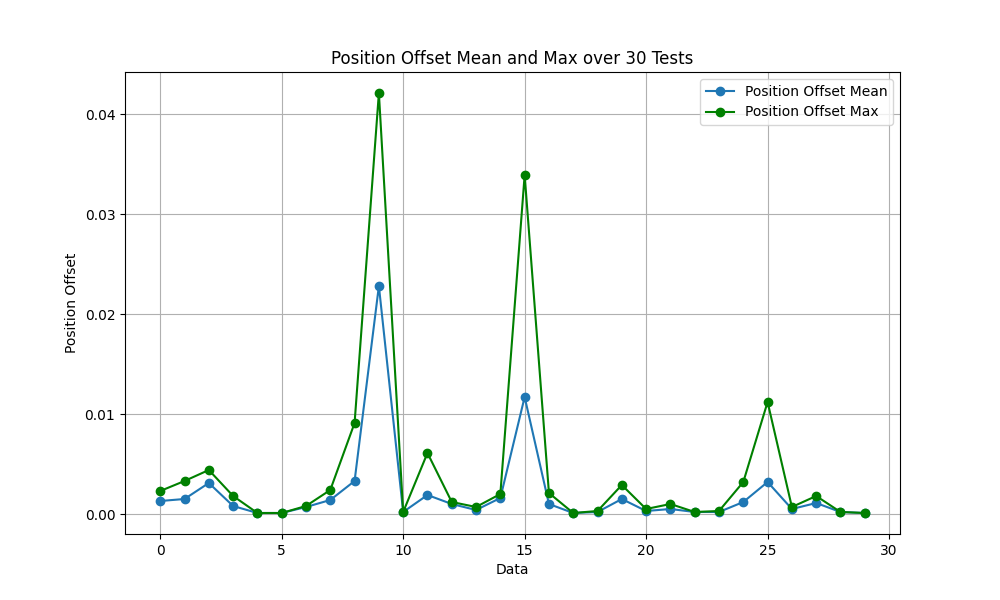 Position Offset Mean and Max over 30 Tests
Position Offset Mean
Position Offset Max
Position Offset
0.04
0.03
0.02
0.01
0.00
0 5 10 15 20 25 30
Data